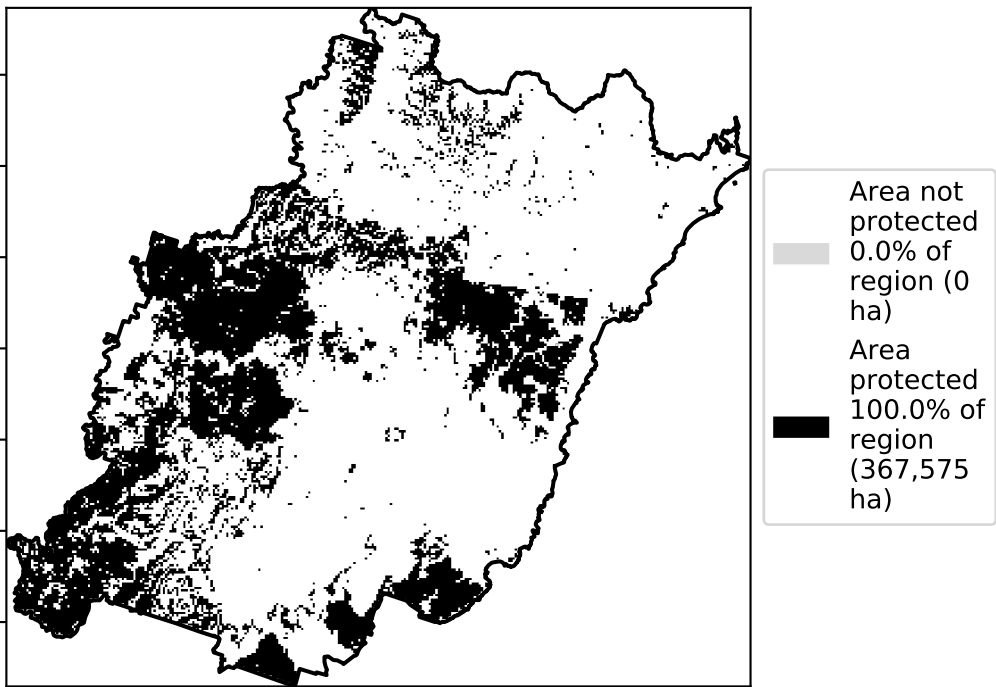 Area not
protected
0.0% of
region (0
ha)
Area
protected
100.0% of
region
(367,575
ha)